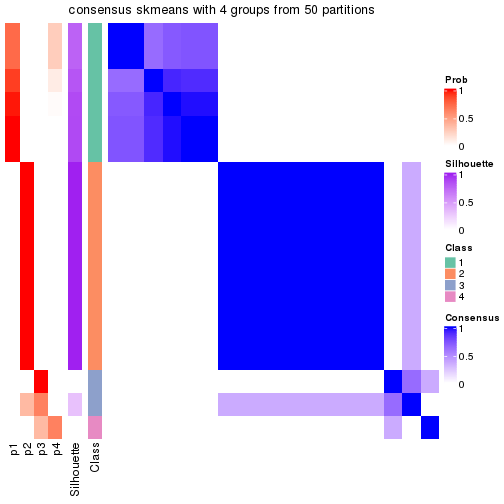 consensus skmeans with 4 groups from 50 partitions
Prob
1
0.5
0
Silhouette
1
0.5
0
Class
1
2
3
4
Consensus
1
0.5
0
p1
p2
p3
p4
Silhouette
Class